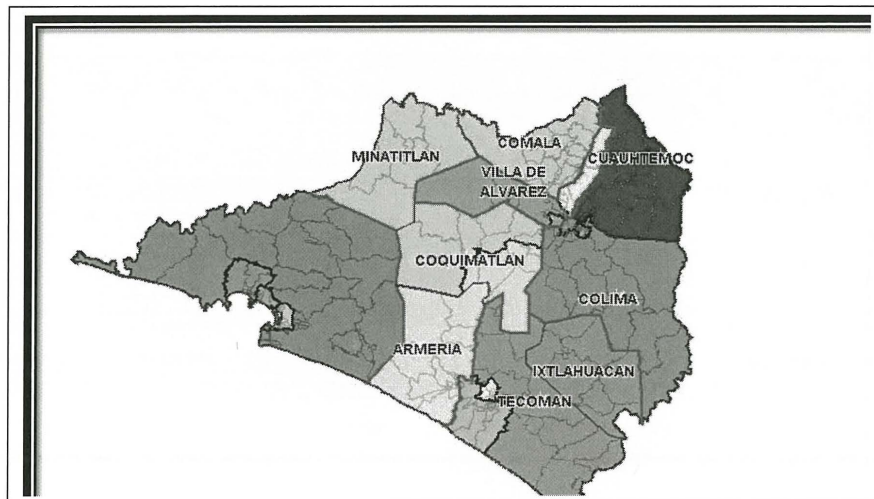 COMALA
MINATITLAN
CUAUHTEMOC
VILLA DE
ALVAREZ
COQUIMATLAN
COLIMA
ARMERIA
IXTLAHUACAN
TECOMAN